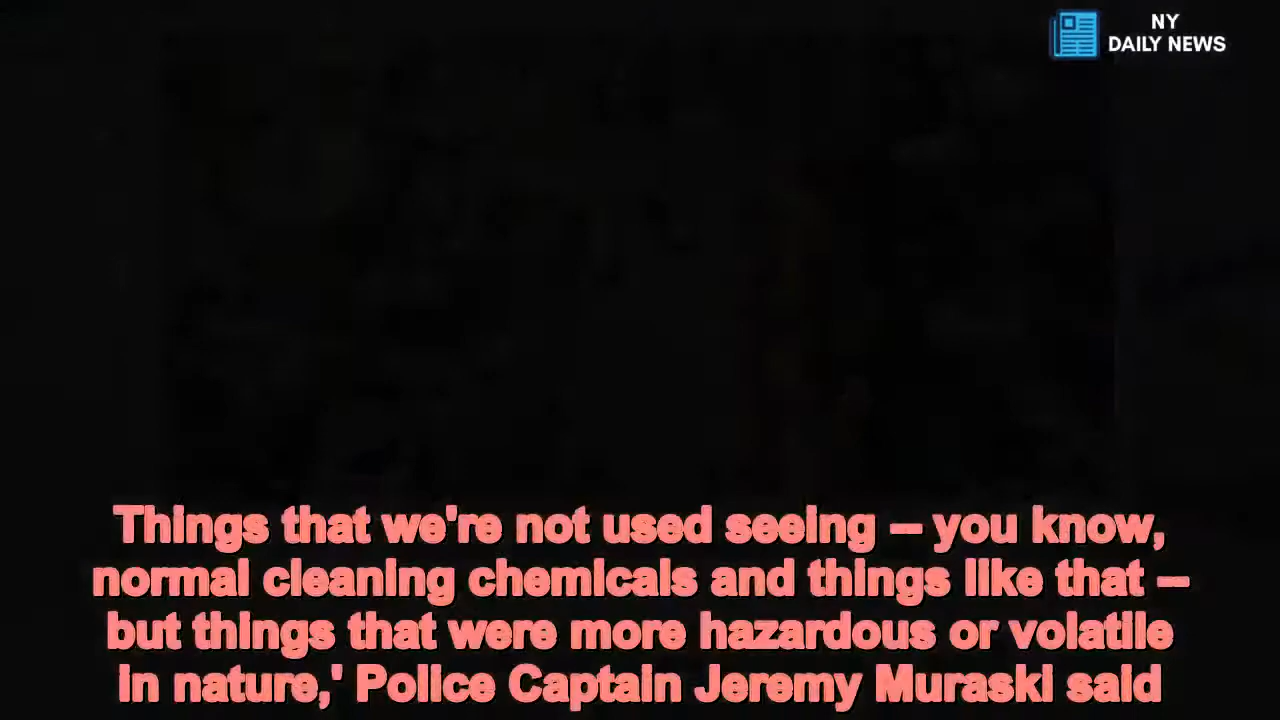 NY
DAILY NEWS
Things that we're not used seeing – you know,
normal cleaning chemicals and things like that –
but things that were more hazardous or volatile
in nature,' Police Captain Jeremy Muraski said